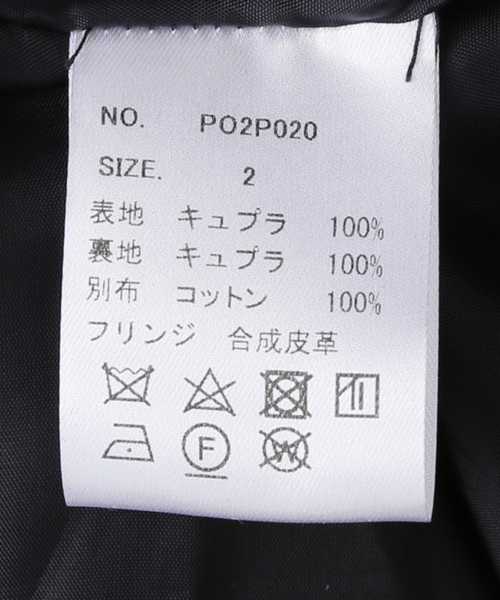 NO. PO2P020
SIZE. 2
表地 キュプラ 100%
裏地 キュプラ 100%
別布 コットン 100%
フリンジ 合成皮革
F
W